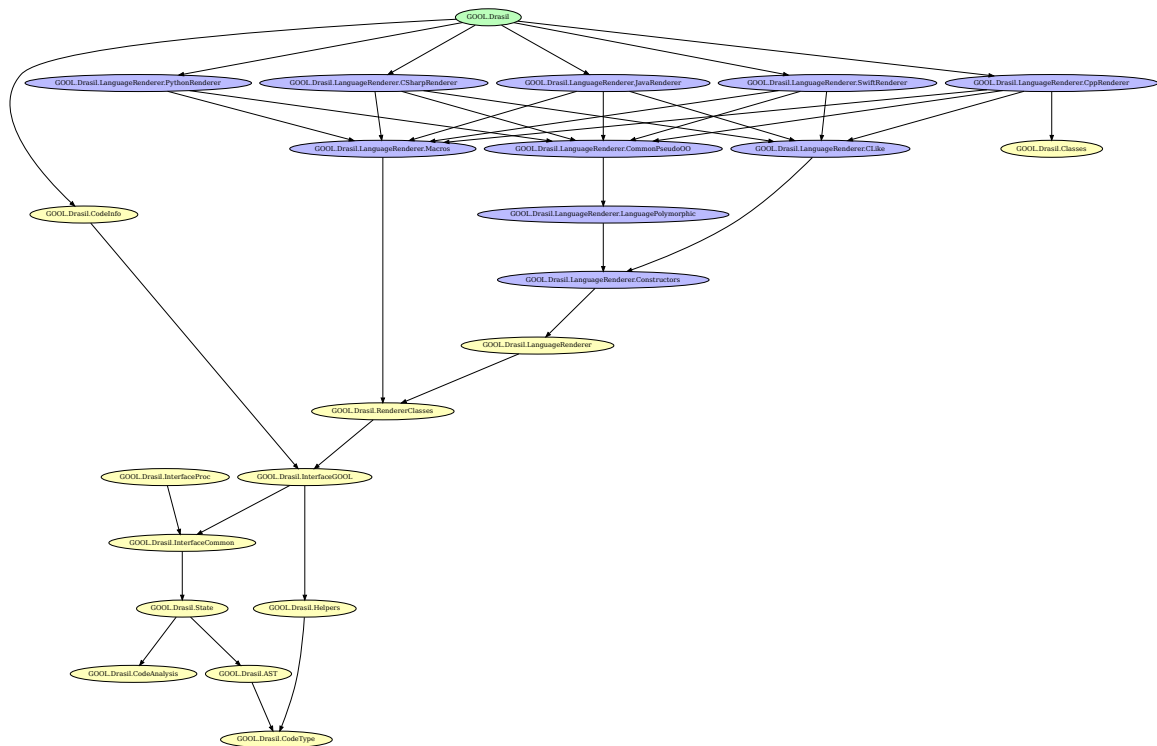 GOOL.Drasil
GOOL.Drasil.LanguageRenderer.PythonRenderer
GOOL.Drasil.LanguageRenderer.CSharpRenderer
GOOL.Drasil.LanguageRenderer.JavaRenderer
GOOL.Drasil.LanguageRenderer.SwiftRenderer
GOOL.Drasil.LanguageRenderer.CppRenderer
GOOL.Drasil.LanguageRenderer.Macros
GOOL.Drasil.LanguageRenderer.CommonPseudoOO
GOOL.Drasil.LanguageRenderer.CLike
GOOL.Drasil.Classes
GOOL.Drasil.CodeInfo
GOOL.Drasil.LanguageRenderer.LanguagePolymorphic
GOOL.Drasil.LanguageRenderer.Constructors
GOOL.Drasil.LanguageRenderer
GOOL.Drasil.RendererClasses
GOOL.Drasil.InterfaceProc
GOOL.Drasil.InterfaceGOOL
GOOL.Drasil.InterfaceCommon
GOOL.Drasil.State
GOOL.Drasil.Helpers
GOOL.Drasil.CodeAnalysis
GOOL.Drasil.AST
GOOL.Drasil.CodeType